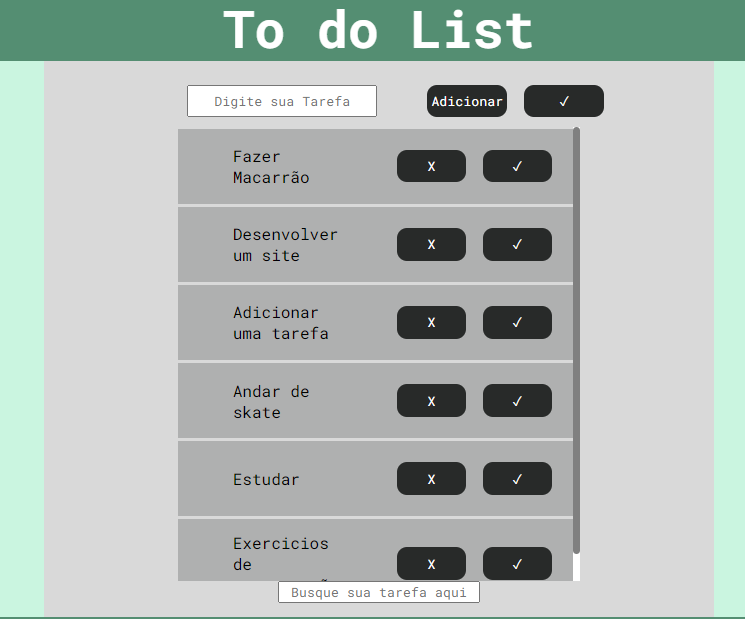 To do List
Digite sua Tarefa Adicionar ✓
Fazer
Macarrão
X ✓
Desenvolver
um site
X ✓
Adicionar
uma tarefa
X ✓
Andar de
skate
X ✓
Estudar
X ✓
Exercicios
de
X ✓
Busque sua tarefa aqui